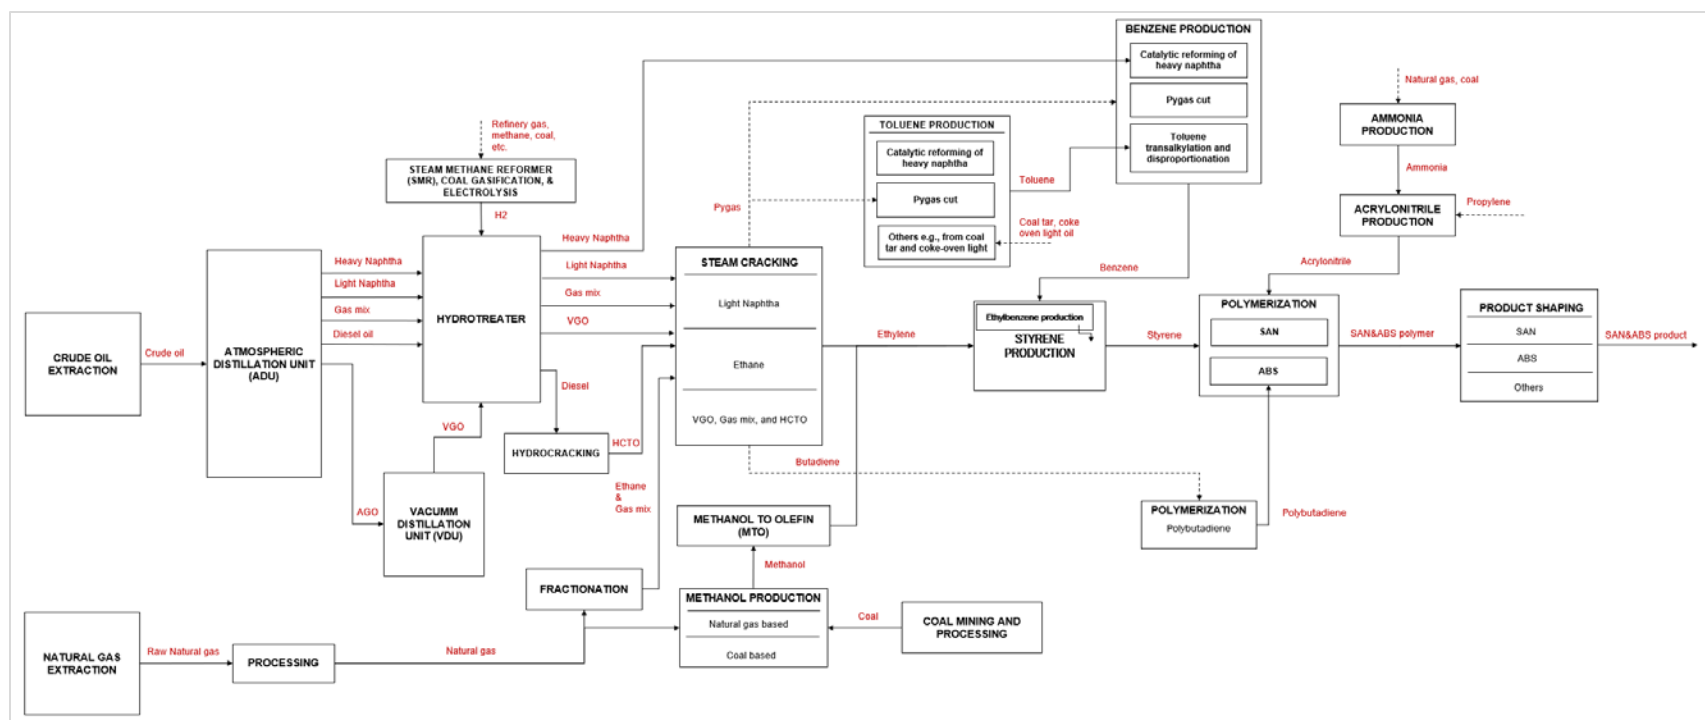 BENZENE PRODUCTION
Catalytic reforming of
heavy naphtha
Pygas cut
Toluene
transalkylation and
disproportionation
Natural gas, coal
AMMONIA
PRODUCTION
Ammonia
ACRYLONITRILE
PRODUCTION
Propylene
Acrylonitrile
TOLUENE PRODUCTION
Catalytic reforming of
heavy naphtha
Pygas cut
Others e.g., from coal
tar and coke-oven light
Toluene
Coal tar, coke
oven light oil
Pygas
Benzene
Refinery gas,
methane, coal,
etc.
STEAM METHANE REFORMER
(SMR), COAL GASIFICATION, &
ELECTROLYSIS
H2
Heavy Naphtha
Light Naphtha
Gas mix
Diesel oil
HYDROTREATER
Heavy Naphtha
Light Naphtha
Gas mix
VGO
STEAM CRACKING
Light Naphtha
Ethane
VGO, Gas mix, and HCTO
Ethylene
Ethylbenzene production
STYRENE
PRODUCTION
Styrene
POLYMERIZATION
SAN
ABS
SAN&ABS polymer
PRODUCT SHAPING
SAN
ABS
Others
SAN&ABS product
CRUDE OIL
EXTRACTION
Crude oil
ATMOSPHERIC
DISTILLATION UNIT
(ADU)
Diesel
VGO
HYDROCRACKING
HCTO
Butadiene
Ethane
&
Gas mix
AGO
VACUMM
DISTILLATION
UNIT (VDU)
METHANOL TO OLEFIN
(MTO)
Methanol
POLYMERIZATION
Polybutadiene
Polybutadiene
FRACTIONATION
METHANOL PRODUCTION
Natural gas based
Coal based
Coal
COAL MINING AND
PROCESSING
NATURAL GAS
EXTRACTION
Raw Natural gas
PROCESSING
Natural gas